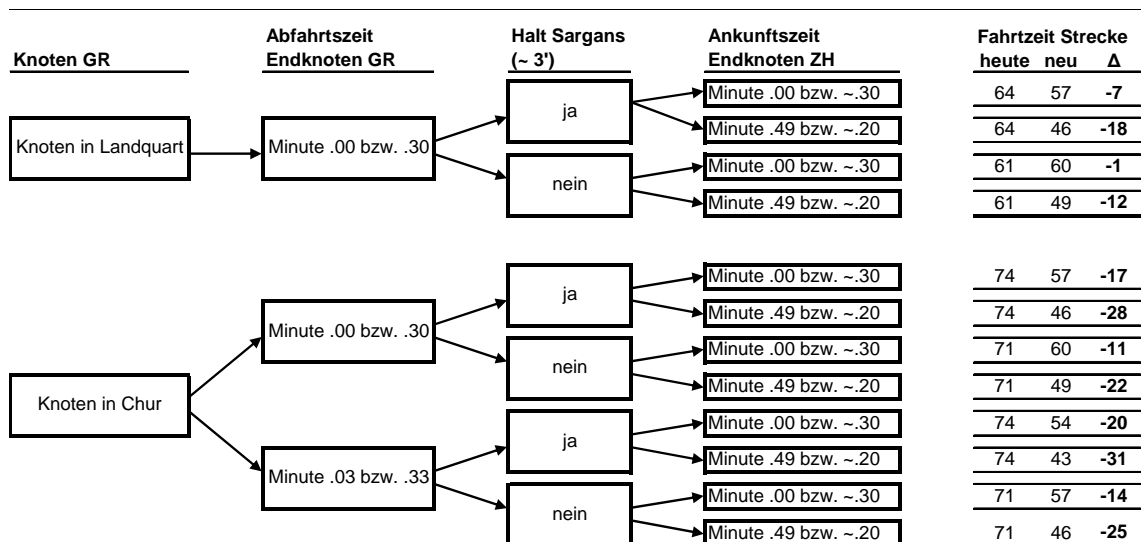 Knoten GR
Abfahrtszeit
Endknoten GR
Halt Sargans
(~ 3')
Ankunftszeit
Endknoten ZH
Fahrtzeit Strecke
heute neu Δ
Knoten in Landquart
Minute .00 bzw. .30
ja
Minute .00 bzw. ~.30
64 57 -7
Minute .49 bzw. ~.20
64 46 -18
nein
Minute .00 bzw. ~.30
61 60 -1
Minute .49 bzw. ~.20
61 49 -12
Knoten in Chur
Minute .00 bzw. .30
ja
Minute .00 bzw. ~.30
74 57 -17
Minute .49 bzw. ~.20
74 46 -28
nein
Minute .00 bzw. ~.30
71 60 -11
Minute .49 bzw. ~.20
71 49 -22
Minute .03 bzw. .33
ja
Minute .00 bzw. ~.30
74 54 -20
Minute .49 bzw. ~.20
74 43 -31
nein
Minute .00 bzw. ~.30
71 57 -14
Minute .49 bzw. ~.20
71 46 -25